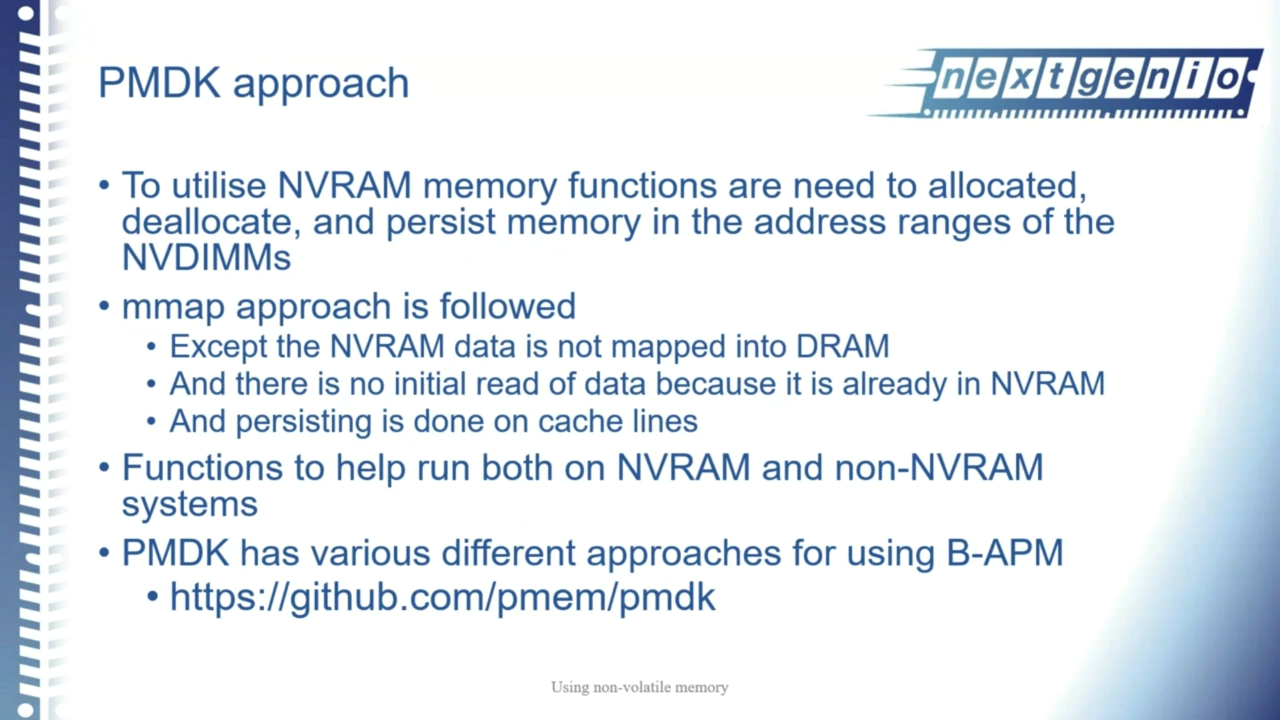 PMDK approach
nextgenio
• To utilise NVRAM memory functions are need to allocated,
deallocate, and persist memory in the address ranges of the
NVDIMMs
• mmap approach is followed
• Except the NVRAM data is not mapped into DRAM
• And there is no initial read of data because it is already in NVRAM
• And persisting is done on cache lines
• Functions to help run both on NVRAM and non-NVRAM
systems
• PMDK has various different approaches for using B-APM
• https://github.com/pmem/pmdk
Using non-volatile memory